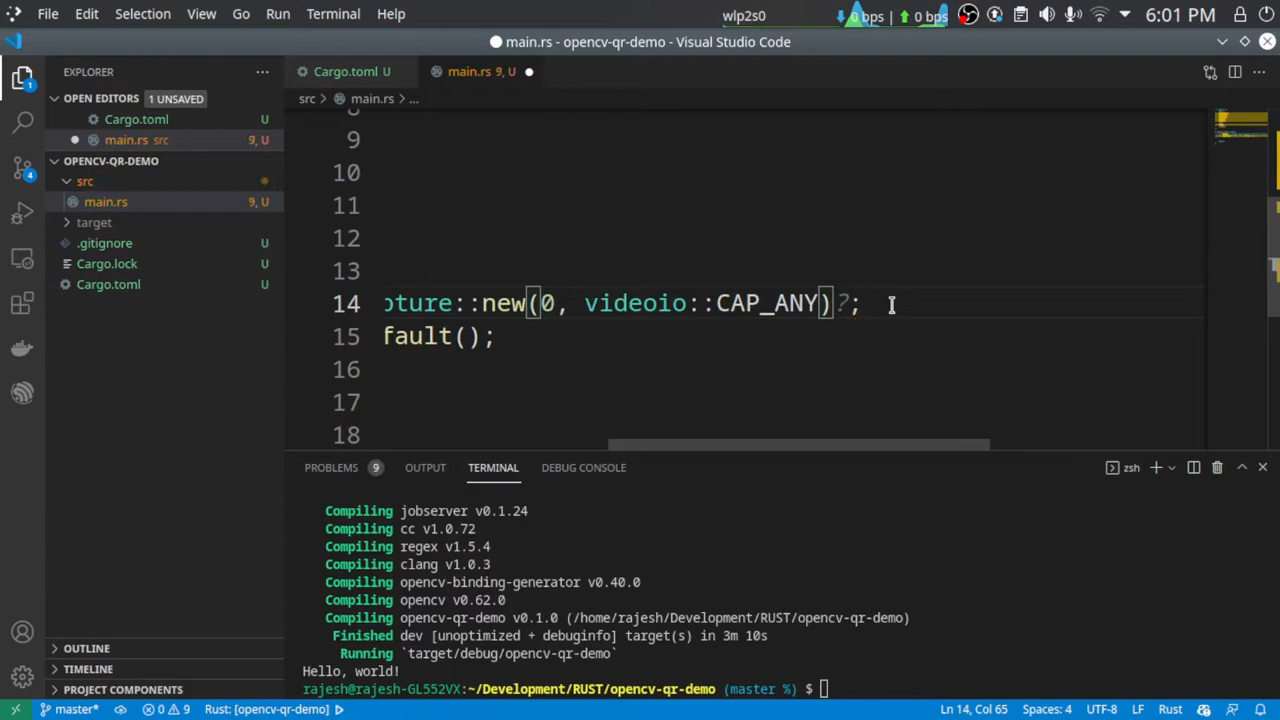 File Edit Selection View Go Run Terminal Help wlp2s0 0 bps | 0 bps 6:01 PM
main.rs - opencv-qr-demo - Visual Studio Code
EXPLORER
Cargo.toml U main.rs 9, U
OPEN EDITORS 1 UNSAVED
src > main.rs > ...
Cargo.toml U
main.rs src 9, U
OPENCV-QR-DEMO
src
main.rs 9, U
target
.gitignore U
Cargo.lock U
Cargo.toml U
8
9
10
11
12
13
14 pture::new(0, videoio::CAP_ANY)?;
15 fault();
16
17
18
PROBLEMS 9 OUTPUT TERMINAL DEBUG CONSOLE zsh
Compiling jobserver v0.1.24
Compiling cc v1.0.72
Compiling regex v1.5.4
Compiling clang v1.0.3
Compiling opencv-binding-generator v0.40.0
Compiling opencv v0.62.0
Compiling opencv-qr-demo v0.1.0 (/home/rajesh/Development/RUST/opencv-qr-demo)
Finished dev [unoptimized + debuginfo] target(s) in 3m 10s
Running `target/debug/opencv-qr-demo`
Hello, world!
rajesh@rajesh-GL552VX:~/Development/RUST/opencv-qr-demo (master %) $
OUTLINE
TIMELINE
PROJECT COMPONENTS
1
4
master* 0 9 Rust: [opencv-qr-demo] Ln 14, Col 65 Spaces: 4 UTF-8 LF Rust